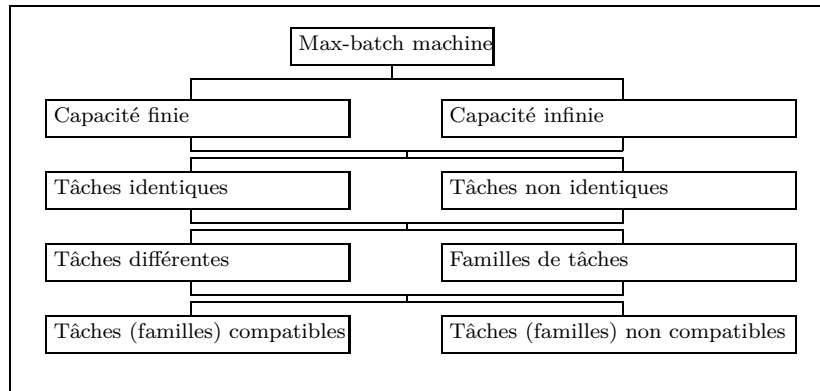 Max-batch machine
Capacité finie
Capacité infinie
Tâches identiques
Tâches non identiques
Tâches différentes
Familles de tâches
Tâches (familles) compatibles
Tâches (familles) non compatibles